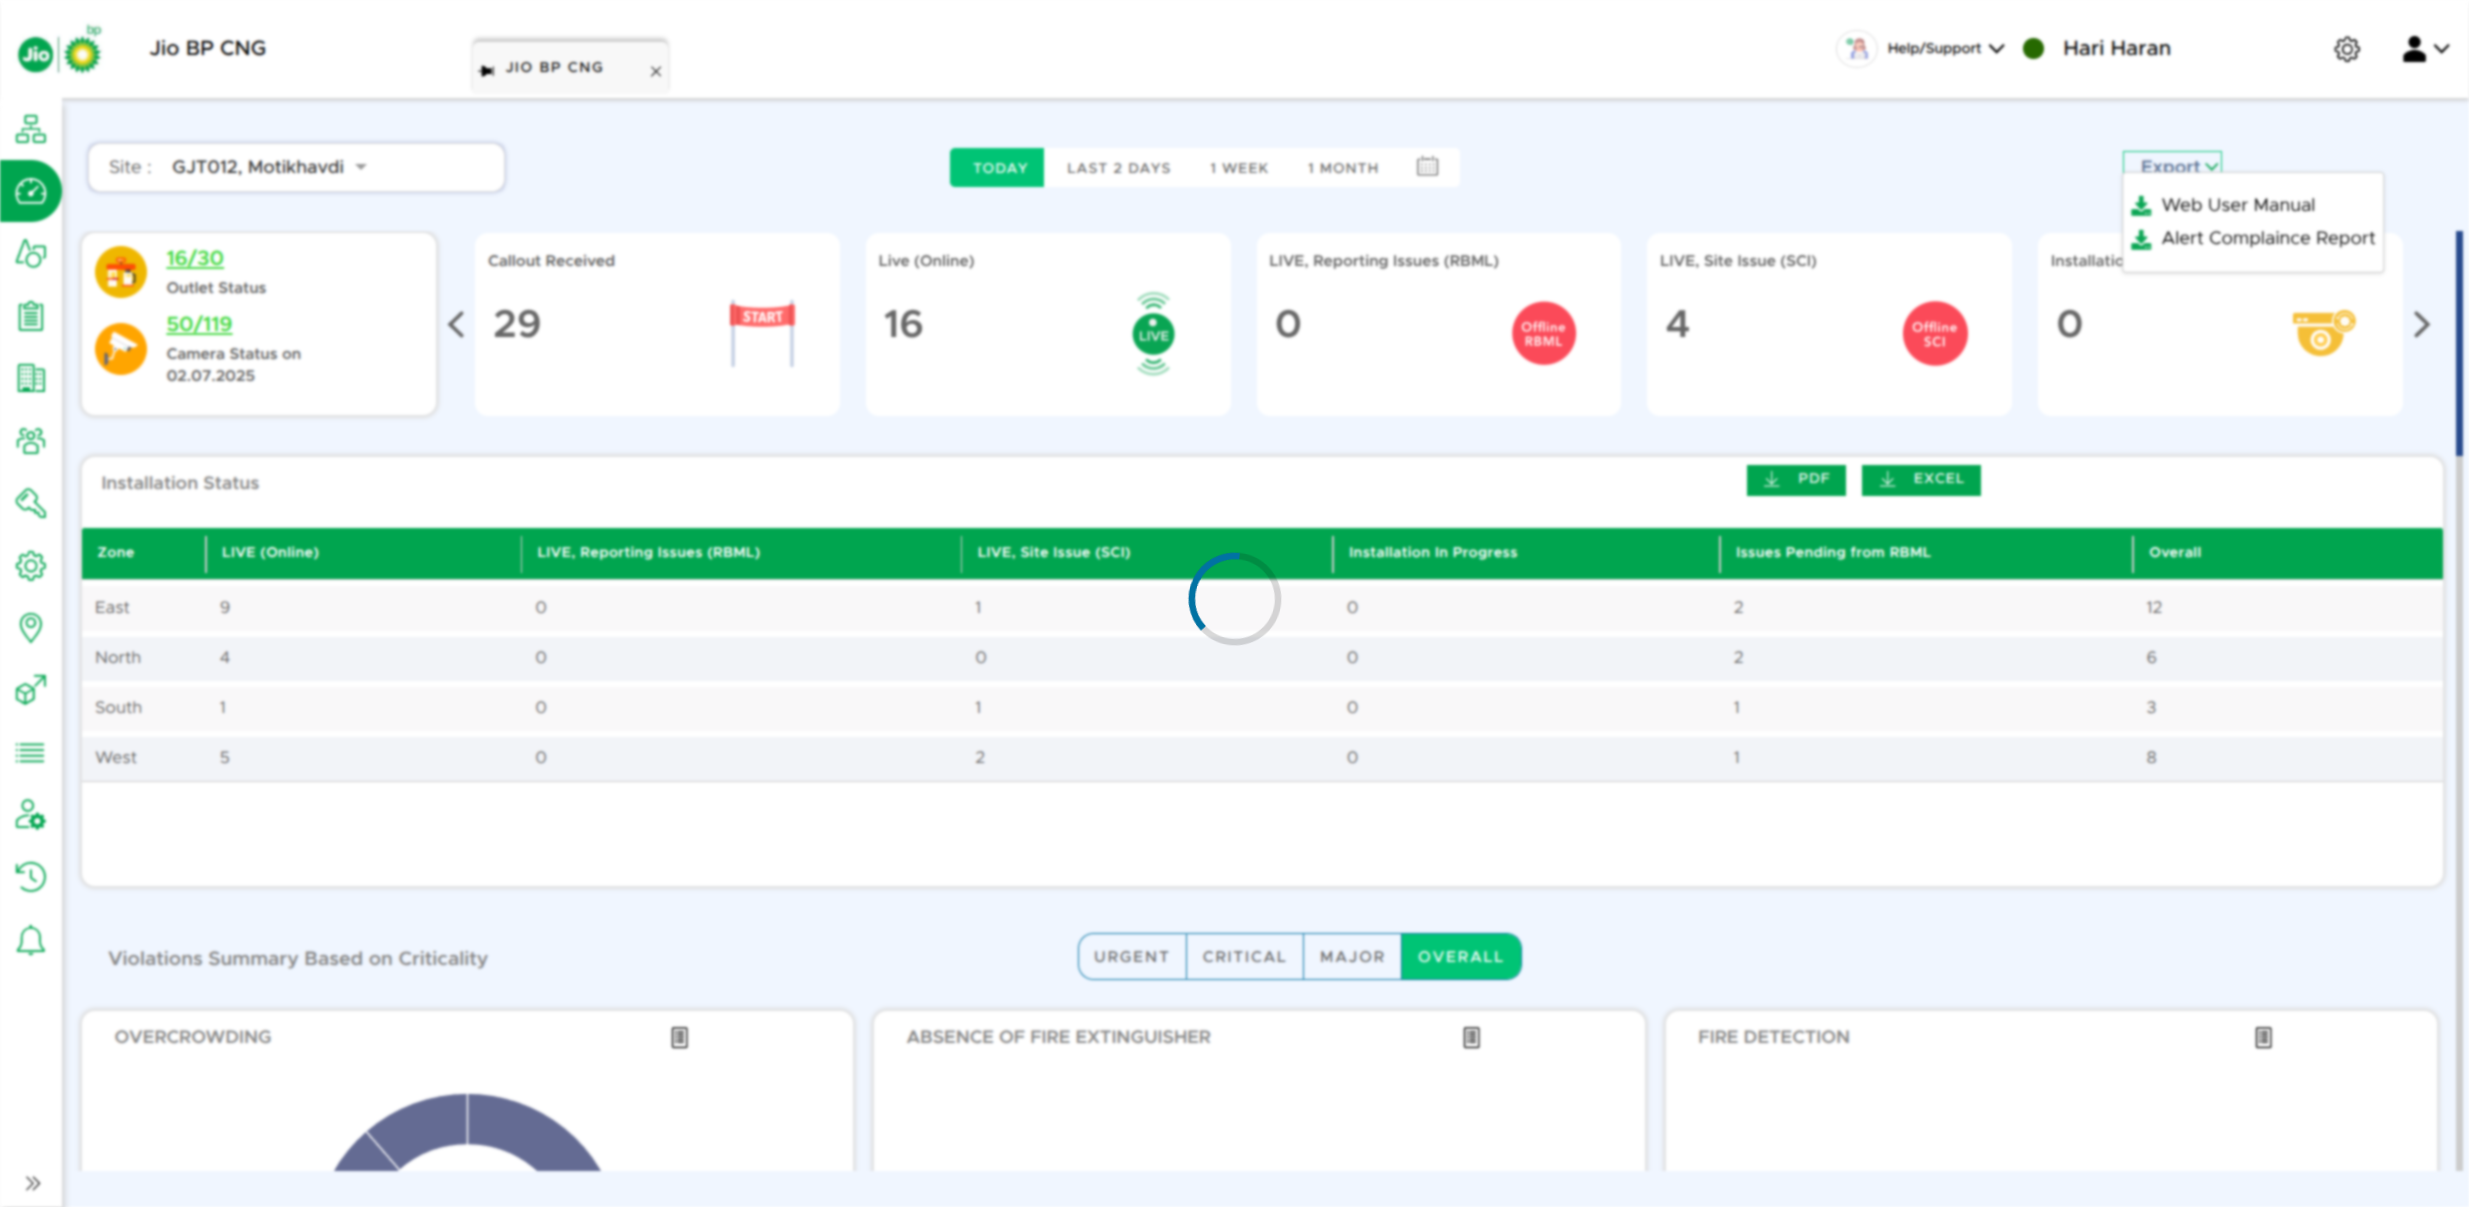 Jio
bp
Jio BP CNG
JIO BP CNG
Help/Support
Hari Haran
Site : GJT012, Motikhavdi
TODAY LAST 2 DAYS 1 WEEK 1 MONTH
Export
Web User Manual
Alert Complaince Report
16/30
Outlet Status
50/119
Camera Status on
02.07.2025
Callout Received
29
START
Live (Online)
16
LIVE
LIVE, Reporting Issues (RBML)
0
Offline
RBML
LIVE, Site Issue (SCI)
4
Offline
SCI
Installatic
0
Installation Status
PDF EXCEL
Zone LIVE (Online) LIVE, Reporting Issues (RBML) LIVE, Site Issue (SCI) Installation In Progress Issues Pending from RBML Overall
East 9 0 1 0 2 12
North 4 0 0 0 2 6
South 1 0 1 0 1 3
West 5 0 2 0 1 8
Violations Summary Based on Criticality
URGENT CRITICAL MAJOR OVERALL
OVERCROWDING
ABSENCE OF FIRE EXTINGUISHER
FIRE DETECTION